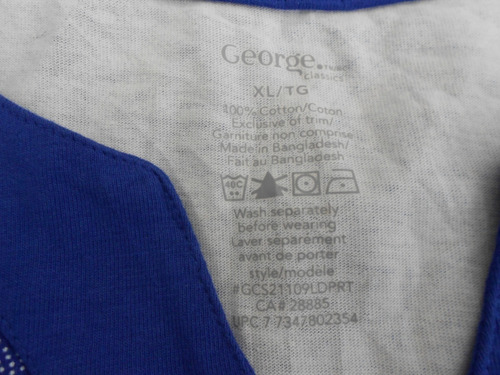 George.
classics
XL/TG
100% Cotton/Coton
Exclusive of trim/
Garniture non comprise
Made in Bangladesh/
Fait au Bangladesh
40C
Wash separately
before wearing
Laver séparément
avant de porter
style/modele
#GCS21109LDPRT
CA# 28885
UPC 7 7347802354